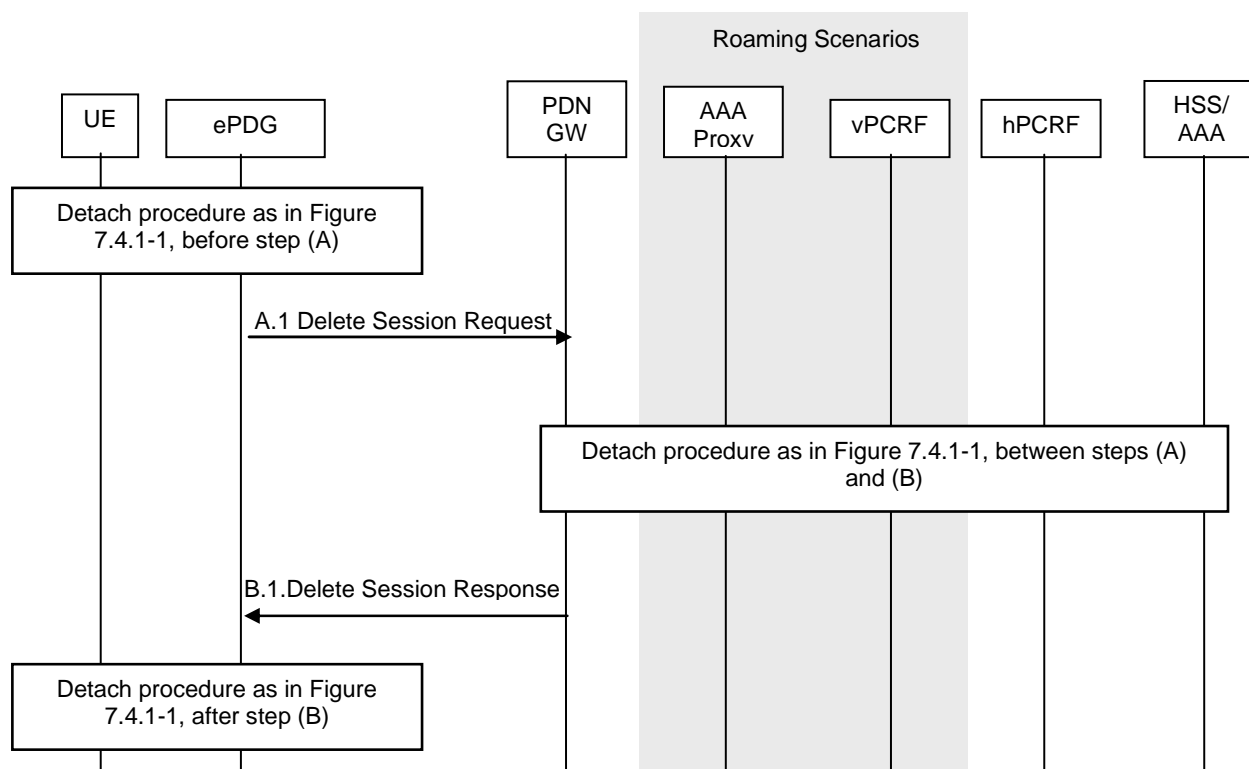 Roaming Scenarios
UE
ePDG
PDN
GW
AAA
Proxv
vPCRF
hPCRF
HSS/
AAA
Detach procedure as in Figure
7.4.1-1, before step (A)
A.1 Delete Session Request
Detach procedure as in Figure 7.4.1-1, between steps (A)
and (B)
B.1.Delete Session Response
Detach procedure as in Figure
7.4.1-1, after step (B)